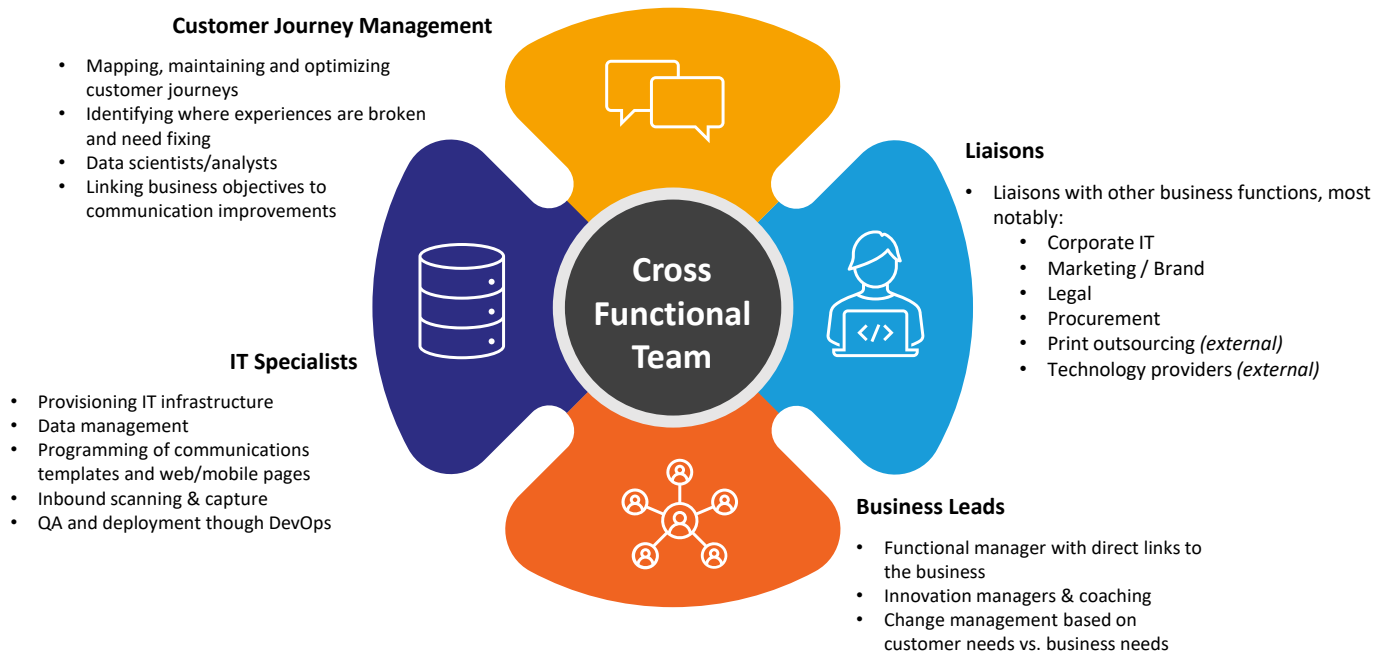 Customer Journey Management
• Mapping, maintaining and optimizing
customer journeys
• Identifying where experiences are broken
and need fixing
• Data scientists/analysts
• Linking business objectives to
communication improvements
IT Specialists
• Provisioning IT infrastructure
• Data management
• Programming of communications
templates and web/mobile pages
• Inbound scanning & capture
• QA and deployment though DevOps
Cross
Functional
Team
</>
Liaisons
• Liaisons with other business functions, most
notably:
• Corporate IT
• Marketing / Brand
• Legal
• Procurement
• Print outsourcing (external)
• Technology providers (external)
Business Leads
• Functional manager with direct links to
the business
• Innovation managers & coaching
• Change management based on
customer needs vs. business needs